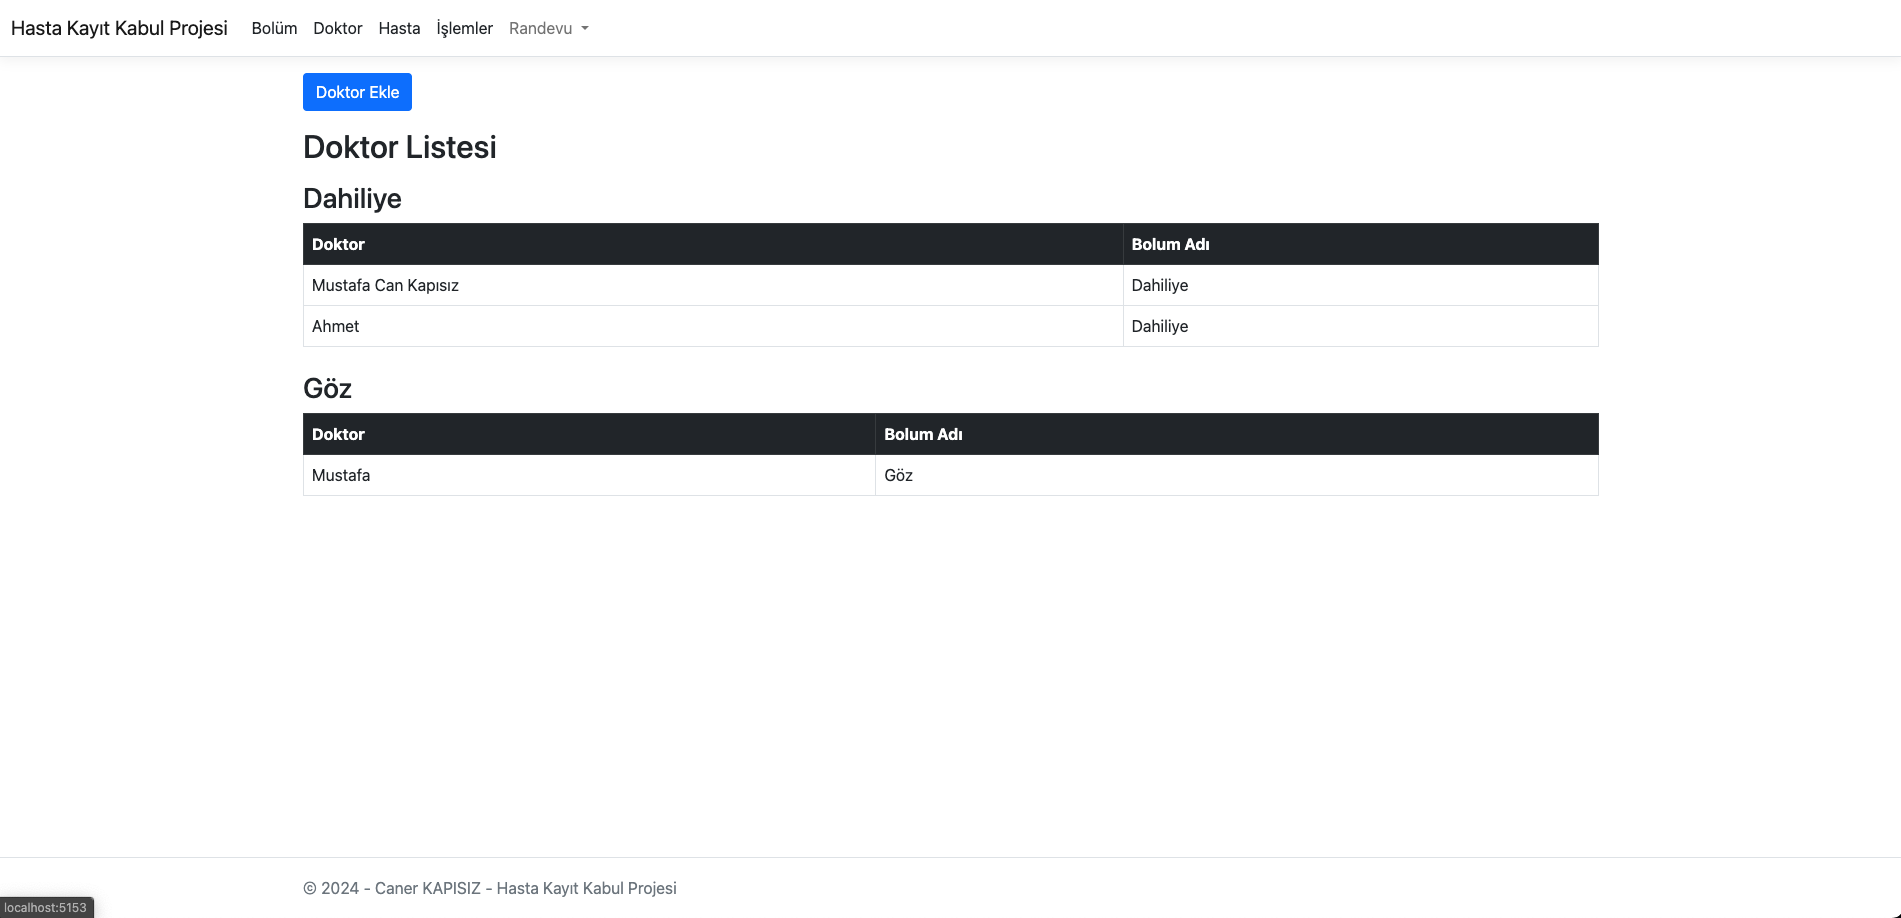 Hasta Kayıt Kabul Projesi Bolüm Doktor Hasta İşlemler Randevu
Doktor Ekle
Doktor Listesi
Dahiliye
Doktor Bolum Adı
Mustafa Can Kapısız Dahiliye
Ahmet Dahiliye
Göz
Doktor Bolum Adı
Mustafa Göz
© 2024 - Caner KAPISIZ - Hasta Kayıt Kabul Projesi
localhost:5153